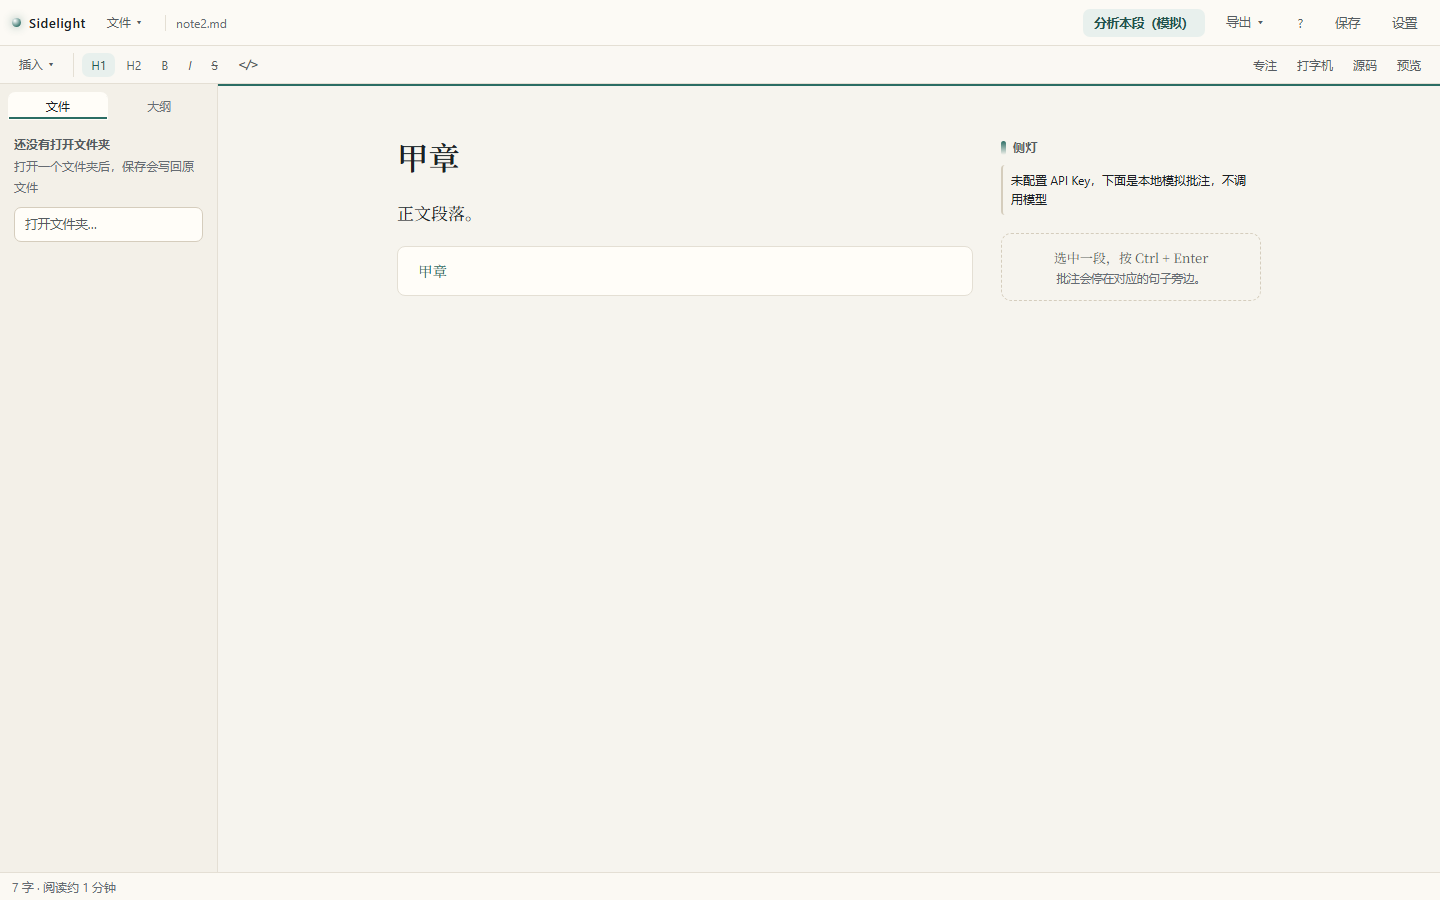 Sidelight 文件 note2.md 分析本段（模拟） 导出 ? 保存 设置
插入 H1 H2 B I S </> 专注 打字机 源码 预览
文件 大纲
还没有打开文件夹
打开一个文件夹后，保存会写回原
文件
打开文件夹...
甲章
正文段落。
甲章
侧灯
未配置 API Key，下面是本地模拟批注，不调
用模型
选中一段，按 Ctrl + Enter
批注会停在对应的句子旁边。
7 字 · 阅读约 1 分钟